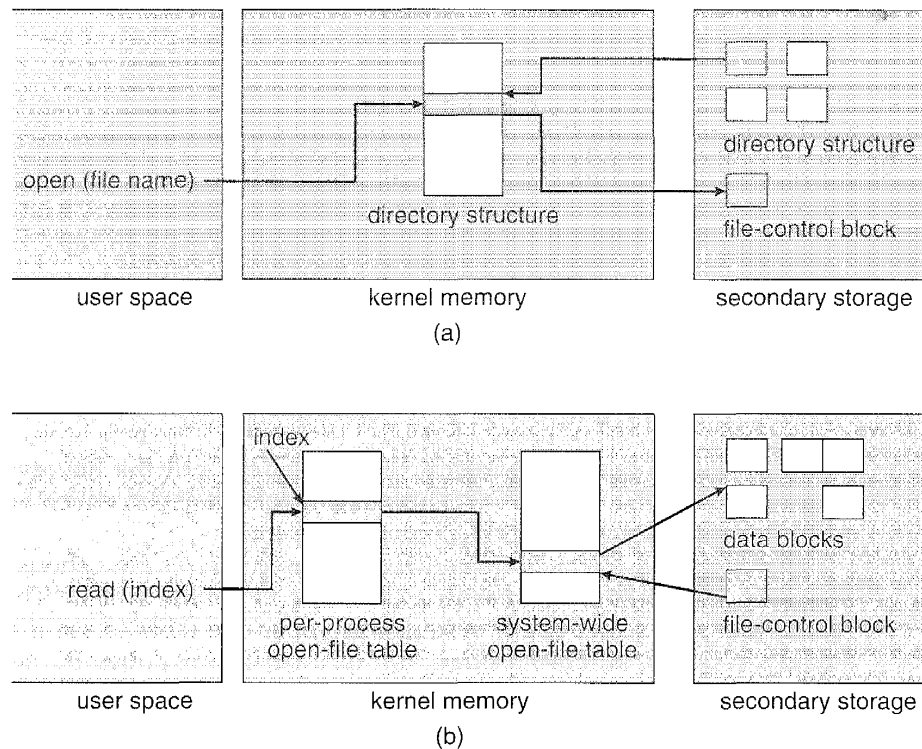 open (file name)
directory structure
directory structure
file-control block
user space
kernel memory
secondary storage
(a)
index
read (index)
per-process
open-file table
system-wide
open-file table
data blocks
file-control block
user space
kernel memory
secondary storage
(b)